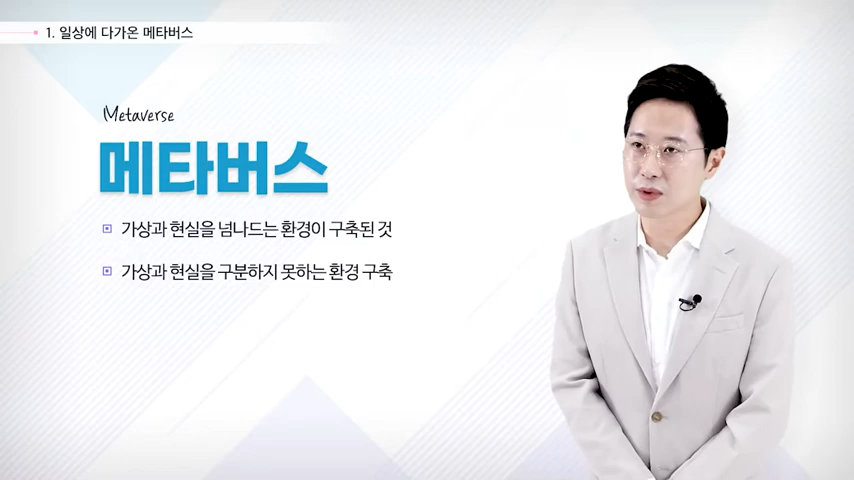 1. 일상에 다가온 메타버스
Metaverse
메타버스
가상과 현실을 넘나드는 환경이 구축된 것
가상과 현실을 구분하지 못하는 환경 구축